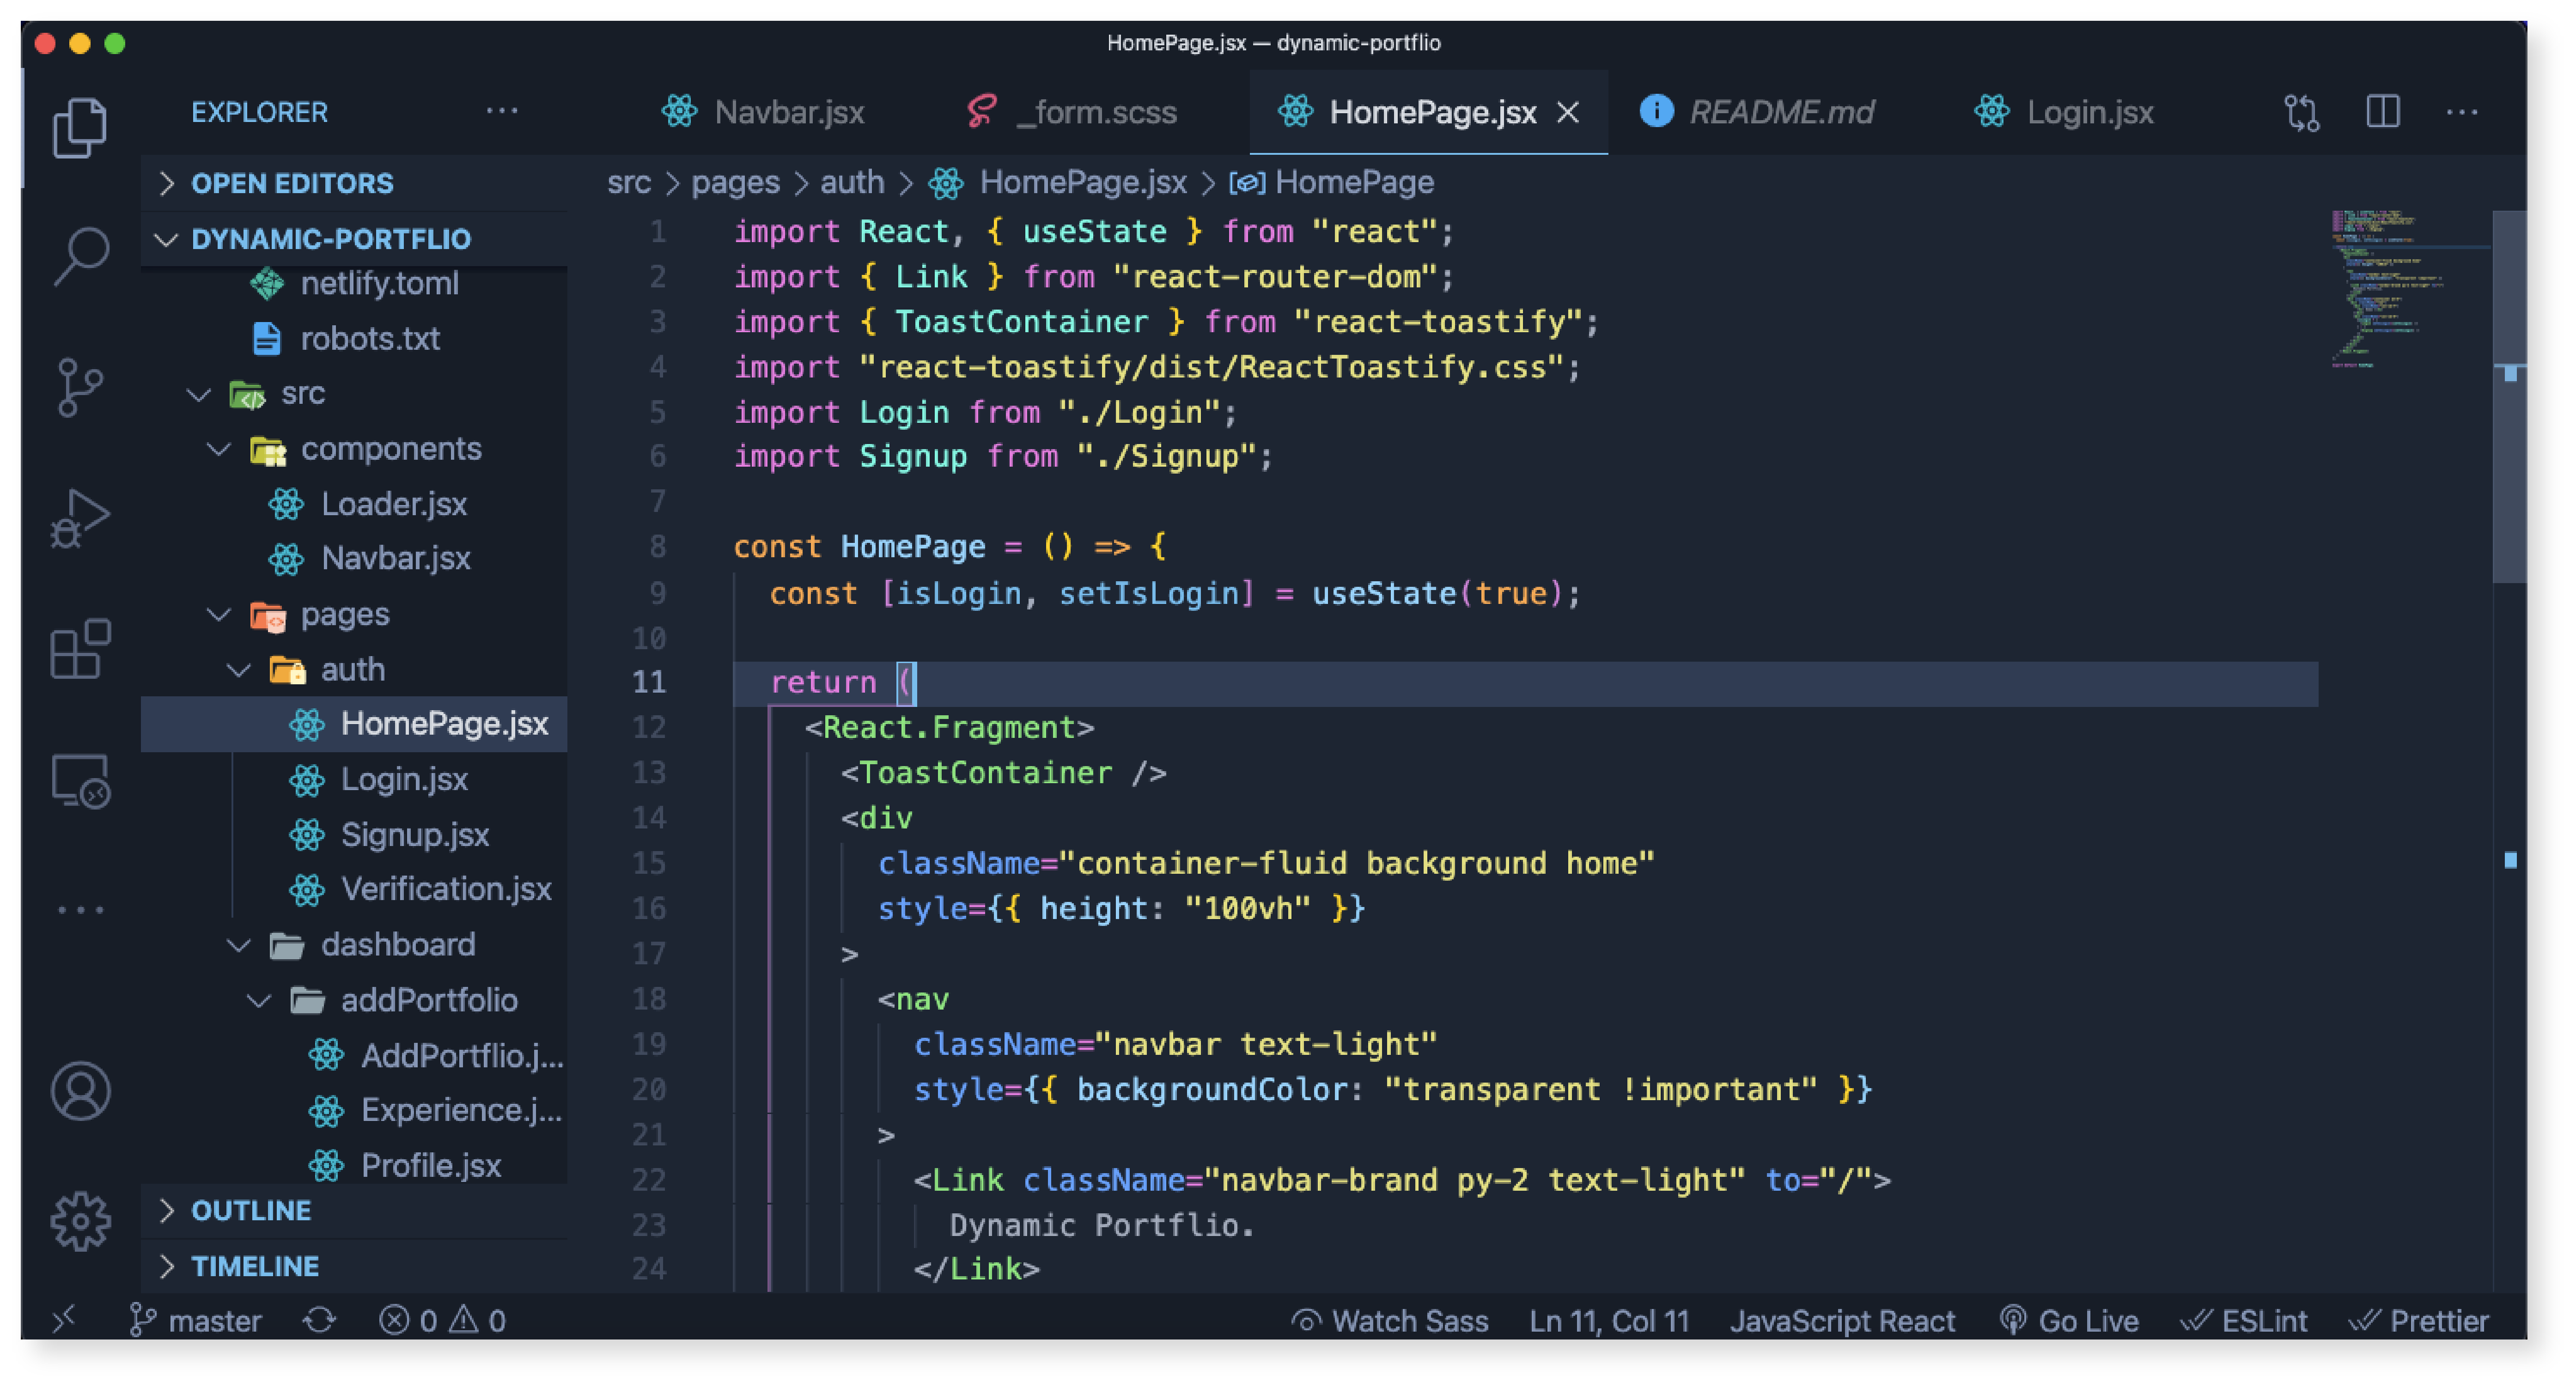 HomePage.jsx — dynamic-portflio
EXPLORER
Navbar.jsx
_form.scss
HomePage.jsx
README.md
Login.jsx
OPEN EDITORS
DYNAMIC-PORTFLIO
netlify.toml
robots.txt
src
components
Loader.jsx
Navbar.jsx
pages
auth
HomePage.jsx
Login.jsx
Signup.jsx
Verification.jsx
dashboard
addPortfolio
AddPortflio.j...
Experience.j...
Profile.jsx
OUTLINE
TIMELINE
src > pages > auth > HomePage.jsx > HomePage
1 import React, { useState } from "react";
2 import { Link } from "react-router-dom";
3 import { ToastContainer } from "react-toastify";
4 import "react-toastify/dist/ReactToastify.css";
5 import Login from "./Login";
6 import Signup from "./Signup";
7
8 const HomePage = () => {
9 const [isLogin, setIsLogin] = useState(true);
10
11 return (
12 <React.Fragment>
13 <ToastContainer />
14 <div
15 className="container-fluid background home"
16 style={{ height: "100vh" }}
17 >
18 <nav
19 className="navbar text-light"
20 style={{ backgroundColor: "transparent !important" }}
21 >
22 <Link className="navbar-brand py-2 text-light" to="/">
23 Dynamic Portflio.
24 </Link>
master 0 0 Watch Sass Ln 11, Col 11 JavaScript React Go Live ESLint Prettier